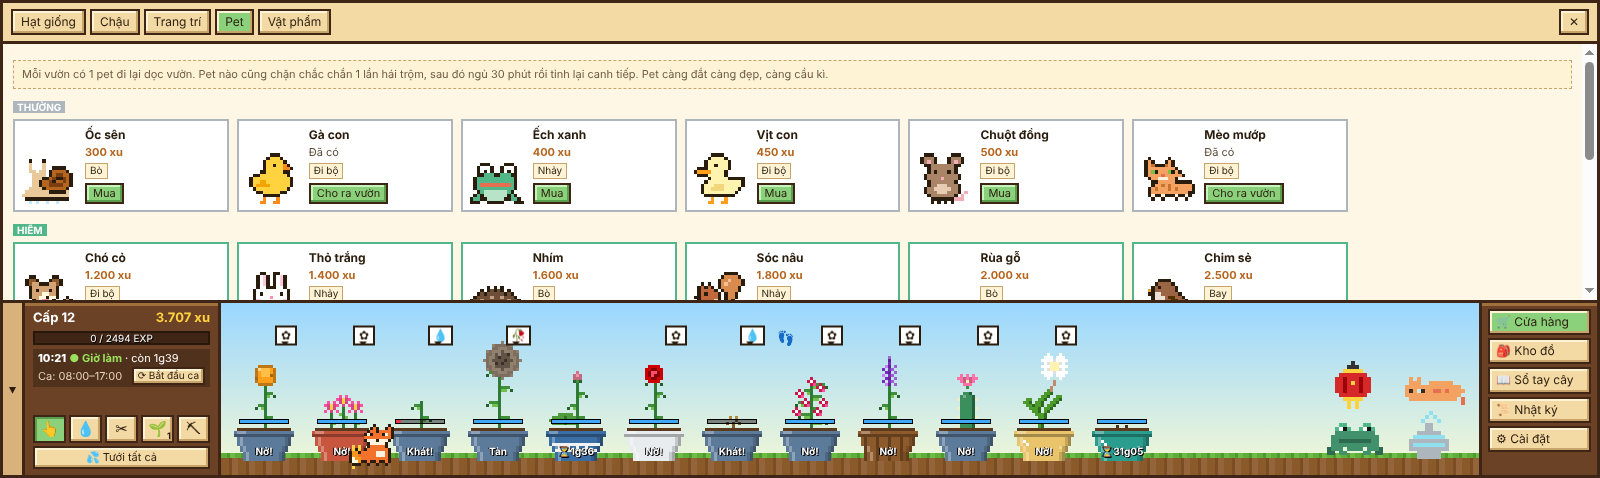 Hạt giống Chậu Trang trí Pet Vật phẩm ×
Mỗi vườn có 1 pet đi lại dọc vườn. Pet nào cũng chặn chắc chắn 1 lần hái trộm, sau đó ngủ 30 phút rồi tỉnh lại canh tiếp. Pet càng đắt càng đẹp, càng cầu kì.
THƯỜNG
Ốc sên
300 xu
Bò
Mua
Gà con
Đã có
Đi bộ
Cho ra vườn
Ếch xanh
400 xu
Nhảy
Mua
Vịt con
450 xu
Đi bộ
Mua
Chuột đồng
500 xu
Đi bộ
Mua
Mèo mướp
Đã có
Đi bộ
Cho ra vườn
HIẾM
Chó cỏ
1.200 xu
Đi bộ
Thỏ trắng
1.400 xu
Nhảy
Nhím
1.600 xu
Bò
Sóc nâu
1.800 xu
Nhảy
Rùa gỗ
2.000 xu
Bò
Chim sẻ
2.500 xu
Bay
Cấp 12 3.707 xu
0 / 2494 EXP
10:21 ● Giờ làm · còn 1g39
Ca: 08:00–17:00 ⟳ Bắt đầu ca
1
Tưới tất cả
Nở! Nở! Khát! Tàn 1g36 Nở! Khát! Nở! Nở! Nở! Nở! 31g05
Cửa hàng
Kho đồ
Sổ tay cây
Nhật ký
Cài đặt